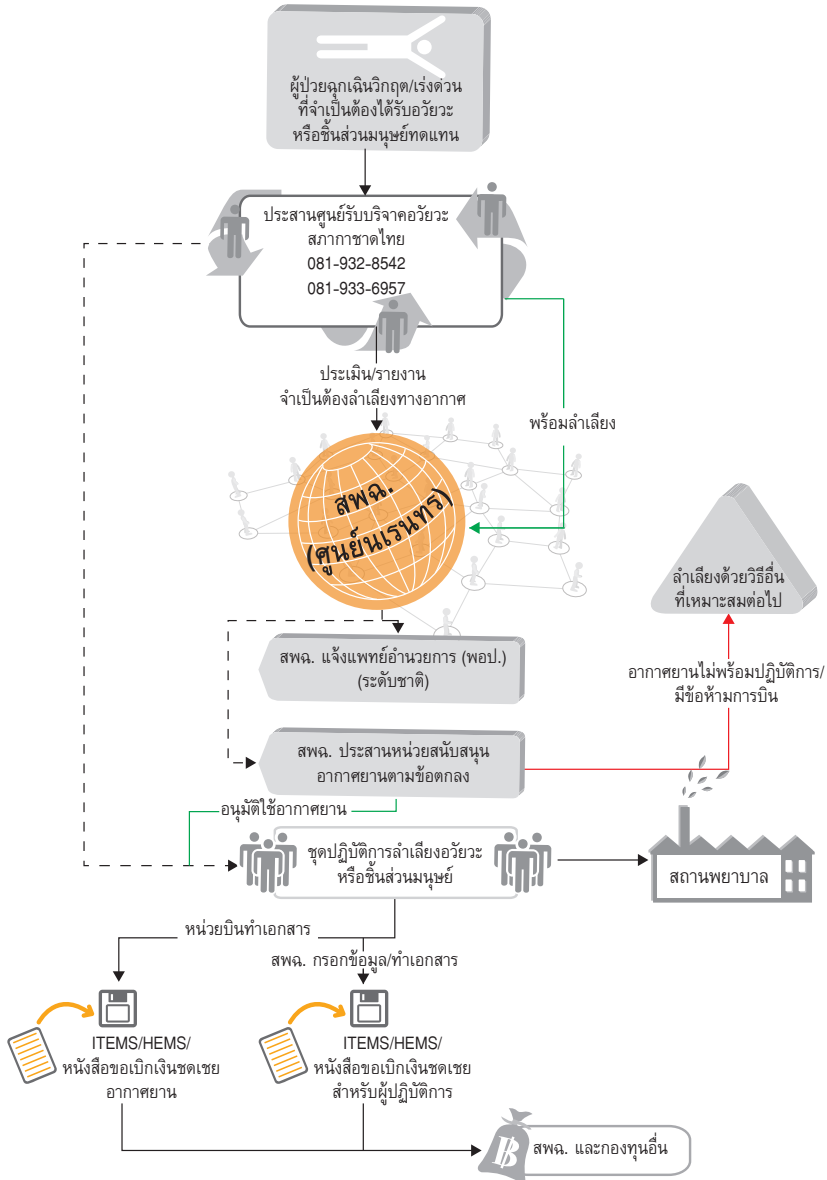 ผู้ป่วยฉุกเฉินวิกฤต/เร่งด่วน
ที่จำเป็นต้องได้รับอวัยวะ
หรือชิ้นส่วนมนุษย์ทดแทน
ประสานศูนย์รับบริจาคอวัยวะ
สภากาชาดไทย
081-932-8542
081-933-6957
ประเมิน/รายงาน
จำเป็นต้องลำเลียงทางอากาศ
พร้อมลำเลียง
สพฉ.
(ศูนย์นเรนทร)
ลำเลียงด้วยวิธีอื่น
ที่เหมาะสมต่อไป
สพฉ. แจ้งแพทย์อำนวยการ (พอป.)
(ระดับชาติ)
อากาศยานไม่พร้อมปฏิบัติการ/
มีข้อห้ามการบิน
สพฉ. ประสานหน่วยสนับสนุน
อากาศยานตามข้อตกลง
อนุมัติใช้อากาศยาน
ชุดปฏิบัติการลำเลียงอวัยวะ
หรือชิ้นส่วนมนุษย์
สถานพยาบาล
หน่วยบินทำเอกสาร
สพฉ. กรอกข้อมูล/ทำเอกสาร
ITEMS/HEMS/
หนังสือขอเบิกเงินชดเชย
อากาศยาน
ITEMS/HEMS/
หนังสือขอเบิกเงินชดเชย
สำหรับผู้ปฏิบัติการ
฿
สพฉ. และกองทุนอื่น